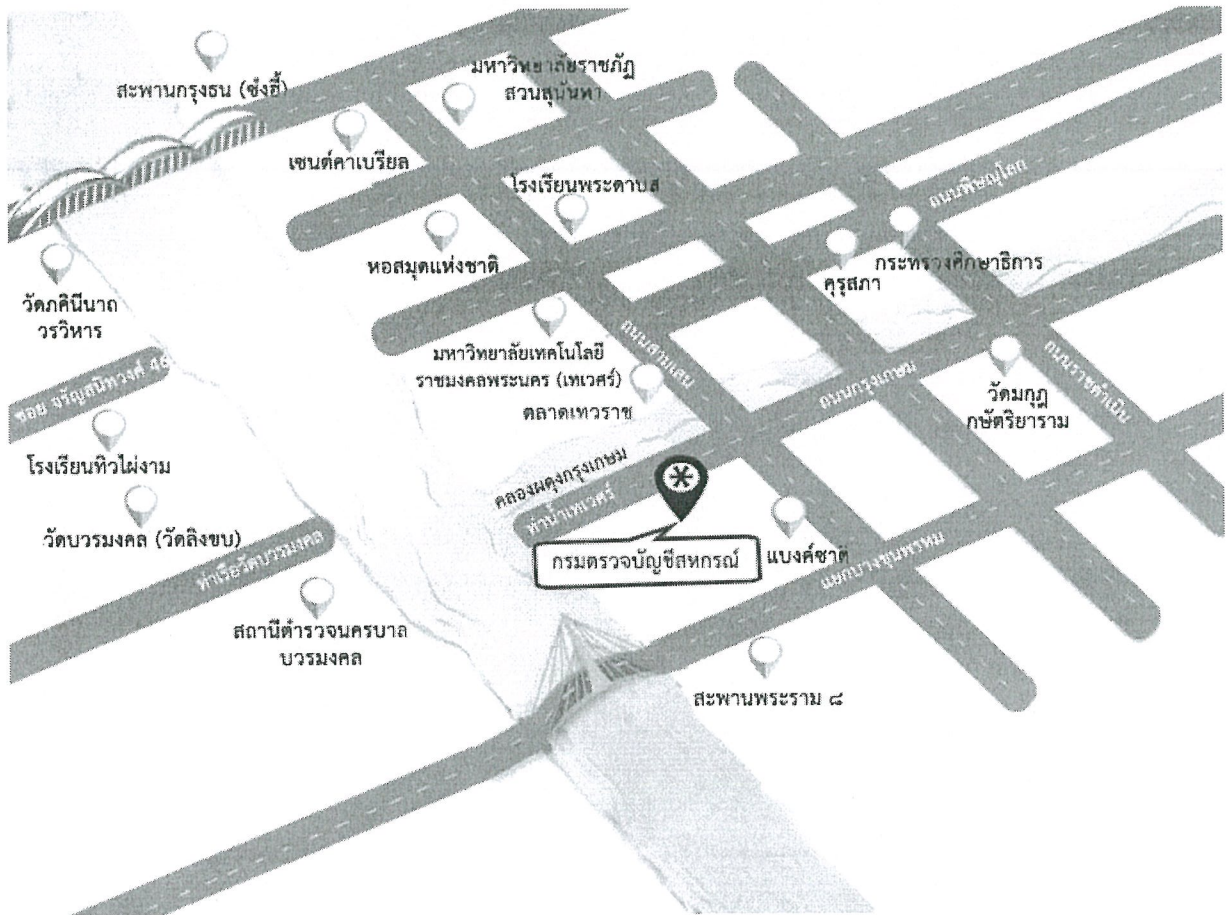 สะพานกรุงธน (ซังฮี้)
มหาวิทยาลัยราชภัฏ
สวนสุนันทา
เซนต์คาเบรียล
โรงเรียนพระดาบส
ถนนพิษณุโลก
หอสมุดแห่งชาติ
กระทรวงศึกษาธิการ
คุรุสภา
วัดภคินีนาถ
วรวิหาร
มหาวิทยาลัยเทคโนโลยี
ราชมงคลพระนคร (เทเวศร์)
ถนนสามเสน
ตลาดเทวราช
ถนนกรุงเกษม
วัดมกุฎ
กษัตริยาราม
ถนนราชดำเนิน
ซอย จรัญสนิทวงศ์ 46
โรงเรียนทิวไผ่งาม
คลองผดุงกรุงเกษม
ท่าน้ำเทเวศร์
วัดบวรมงคล (วัดลิงขบ)
ท่าเรือวัดบวรมงคล
กรมตรวจบัญชีสหกรณ์
แบงค์ชาติ
แยกบางขุนพรหม
สถานีตำรวจนครบาล
บวรมงคล
สะพานพระราม ๘